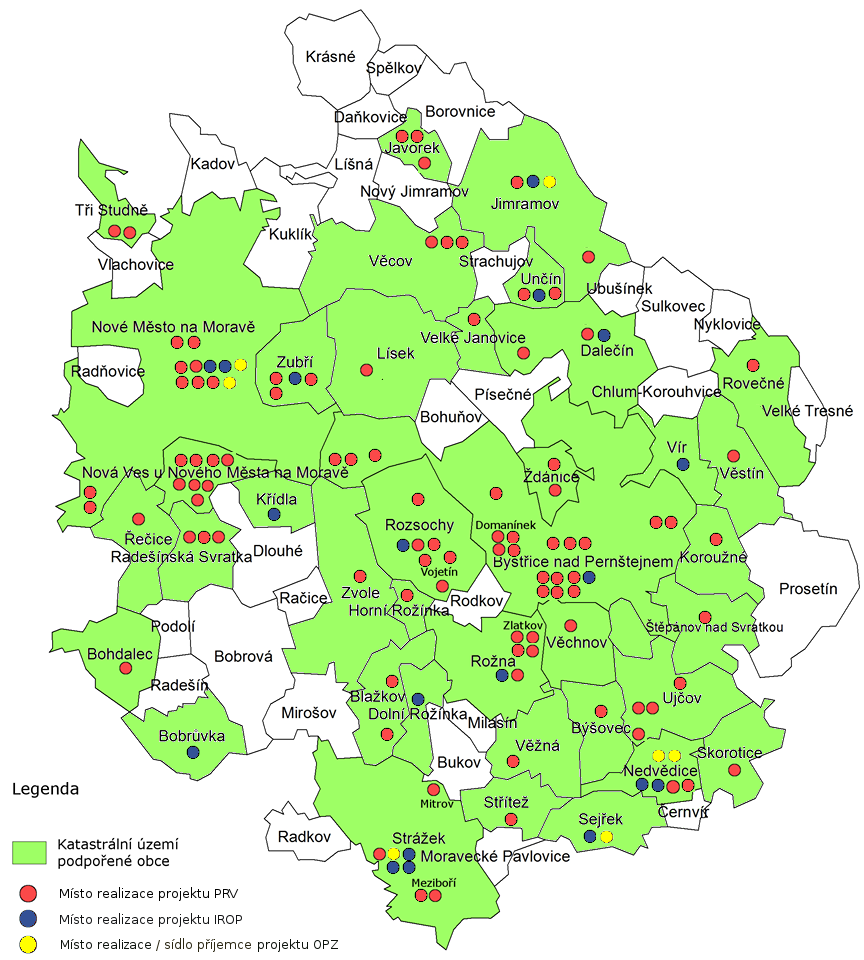 Krásné
Spělkov
Borovnice
Daňkovice
Javorek
Kadov
Líšná
Nový Jimramov
Jimramov
Tři Studně
Kuklík
Věcov
Strachujov
Vlachovice
Unčín
Ubušínek
Sulkovec
Nyklovice
Nové Město na Moravě
Velké Janovice
Dalečín
Lísek
Zubří
Radňovice
Písečné
Chlum-Korouhvice
Rovečné
Bohuňov
Velké Tresné
Vír
Věstín
Nová Ves u Nového Města na Moravě
Ždánice
Křídla
Rozsochy
Domanínek
Řečice
Radešínská Svratka
Dlouhé
Bystřice nad Pernštejnem
Koroužné
Vojetín
Prosetín
Zvole
Račice
Horní Rožínka
Rodkov
Podolí
Zlatkov
Věchnov
Štěpánov nad Svrátkou
Bohdalec
Bobrová
Rožná
Radešín
Blažkov
Ujčov
Mirošov
Dolní Rožínka
Milasín
Býšovec
Bobrůvka
Věžná
Skorotice
Bukov
Nedvědice
Legenda
Mitrov
Střítež
Černvír
Sejřek
Radkov
Strážek
Katastrální území
podpořené obce
Moravecké Pavlovice
Meziboří
Místo realizace projektu PRV
Místo realizace projektu IROP
Místo realizace / sídlo příjemce projektu OPZ